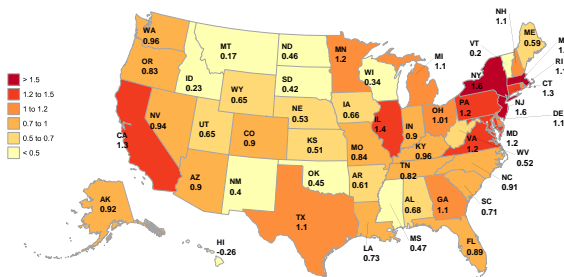 NH
1.1
WA
0.96
MT
0.17
ND
0.46
MN
1.2
VT
0.2
ME
0.59
M
1.
OR
0.83
ID
0.23
SD
0.42
WI
0.34
MI
1.1
NY
1.6
RI
1.
CT
1.3
> 1.5
1.2 to 1.5
1 to 1.2
0.7 to 1
0.5 to 0.7
< 0.5
WY
0.65
NE
0.53
IA
0.66
IL
1.4
IN
0.9
OH
1.01
PA
1.2
NJ
1.6
DE
1.
CA
1.3
NV
0.94
UT
0.65
CO
0.9
KS
0.51
MO
0.84
KY
0.96
VA
1.2
MD
1.2
WV
0.52
AZ
0.9
NM
0.4
OK
0.45
AR
0.61
TN
0.82
NC
0.91
SC
0.71
AK
0.92
TX
1.1
AL
0.68
GA
1.1
HI
-0.26
LA
0.73
MS
0.47
FL
0.89